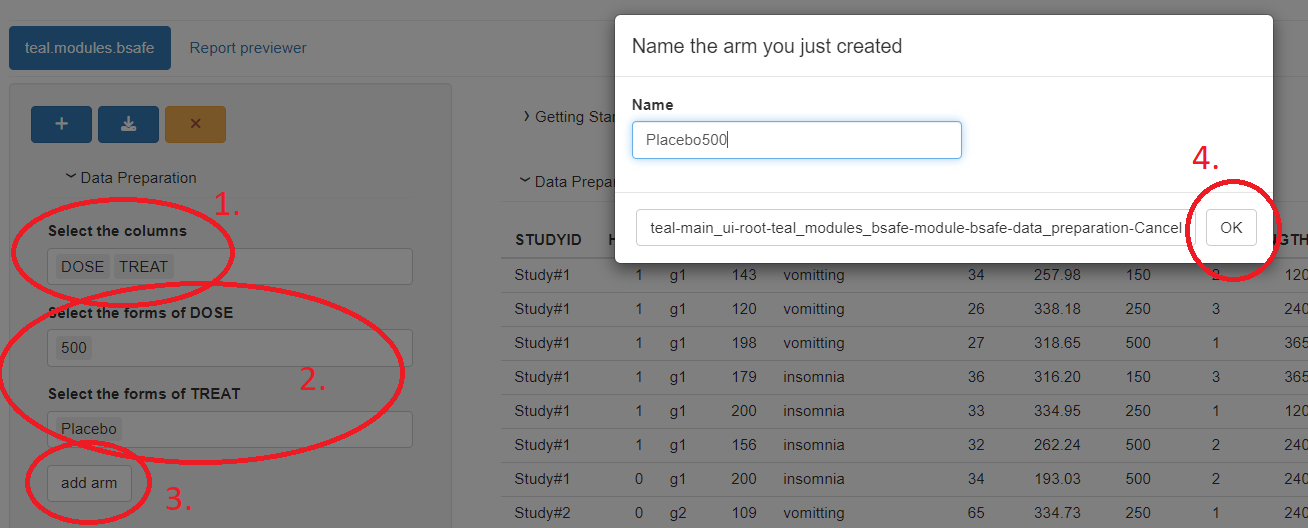 teal.modules.bsafe Report previewer
Name the arm you just created
Name
Placebo500
4.
teal-main_ui-root-teal_modules_bsafe-module-bsafe-data_preparation-Cancel OK
+ ×
Getting Star
Data Preparation
Data Prepar
1.
Select the columns
DOSE TREAT
Select the forms of DOSE
500
2.
Select the forms of TREAT
Placebo
add arm
3.
STUDYID H NGTH
Study#1 1 g1 143 vomitting 34 257.98 150 2 120
Study#1 1 g1 120 vomitting 26 338.18 250 3 240
Study#1 1 g1 198 vomitting 27 318.65 500 1 365
Study#1 1 g1 179 insomnia 36 316.20 150 3 365
Study#1 1 g1 200 insomnia 33 334.95 250 1 120
Study#1 1 g1 156 insomnia 32 262.24 500 2 240
Study#1 0 g1 200 insomnia 34 193.03 500 2 240
Study#2 0 g2 109 vomitting 65 334.73 250 1 240